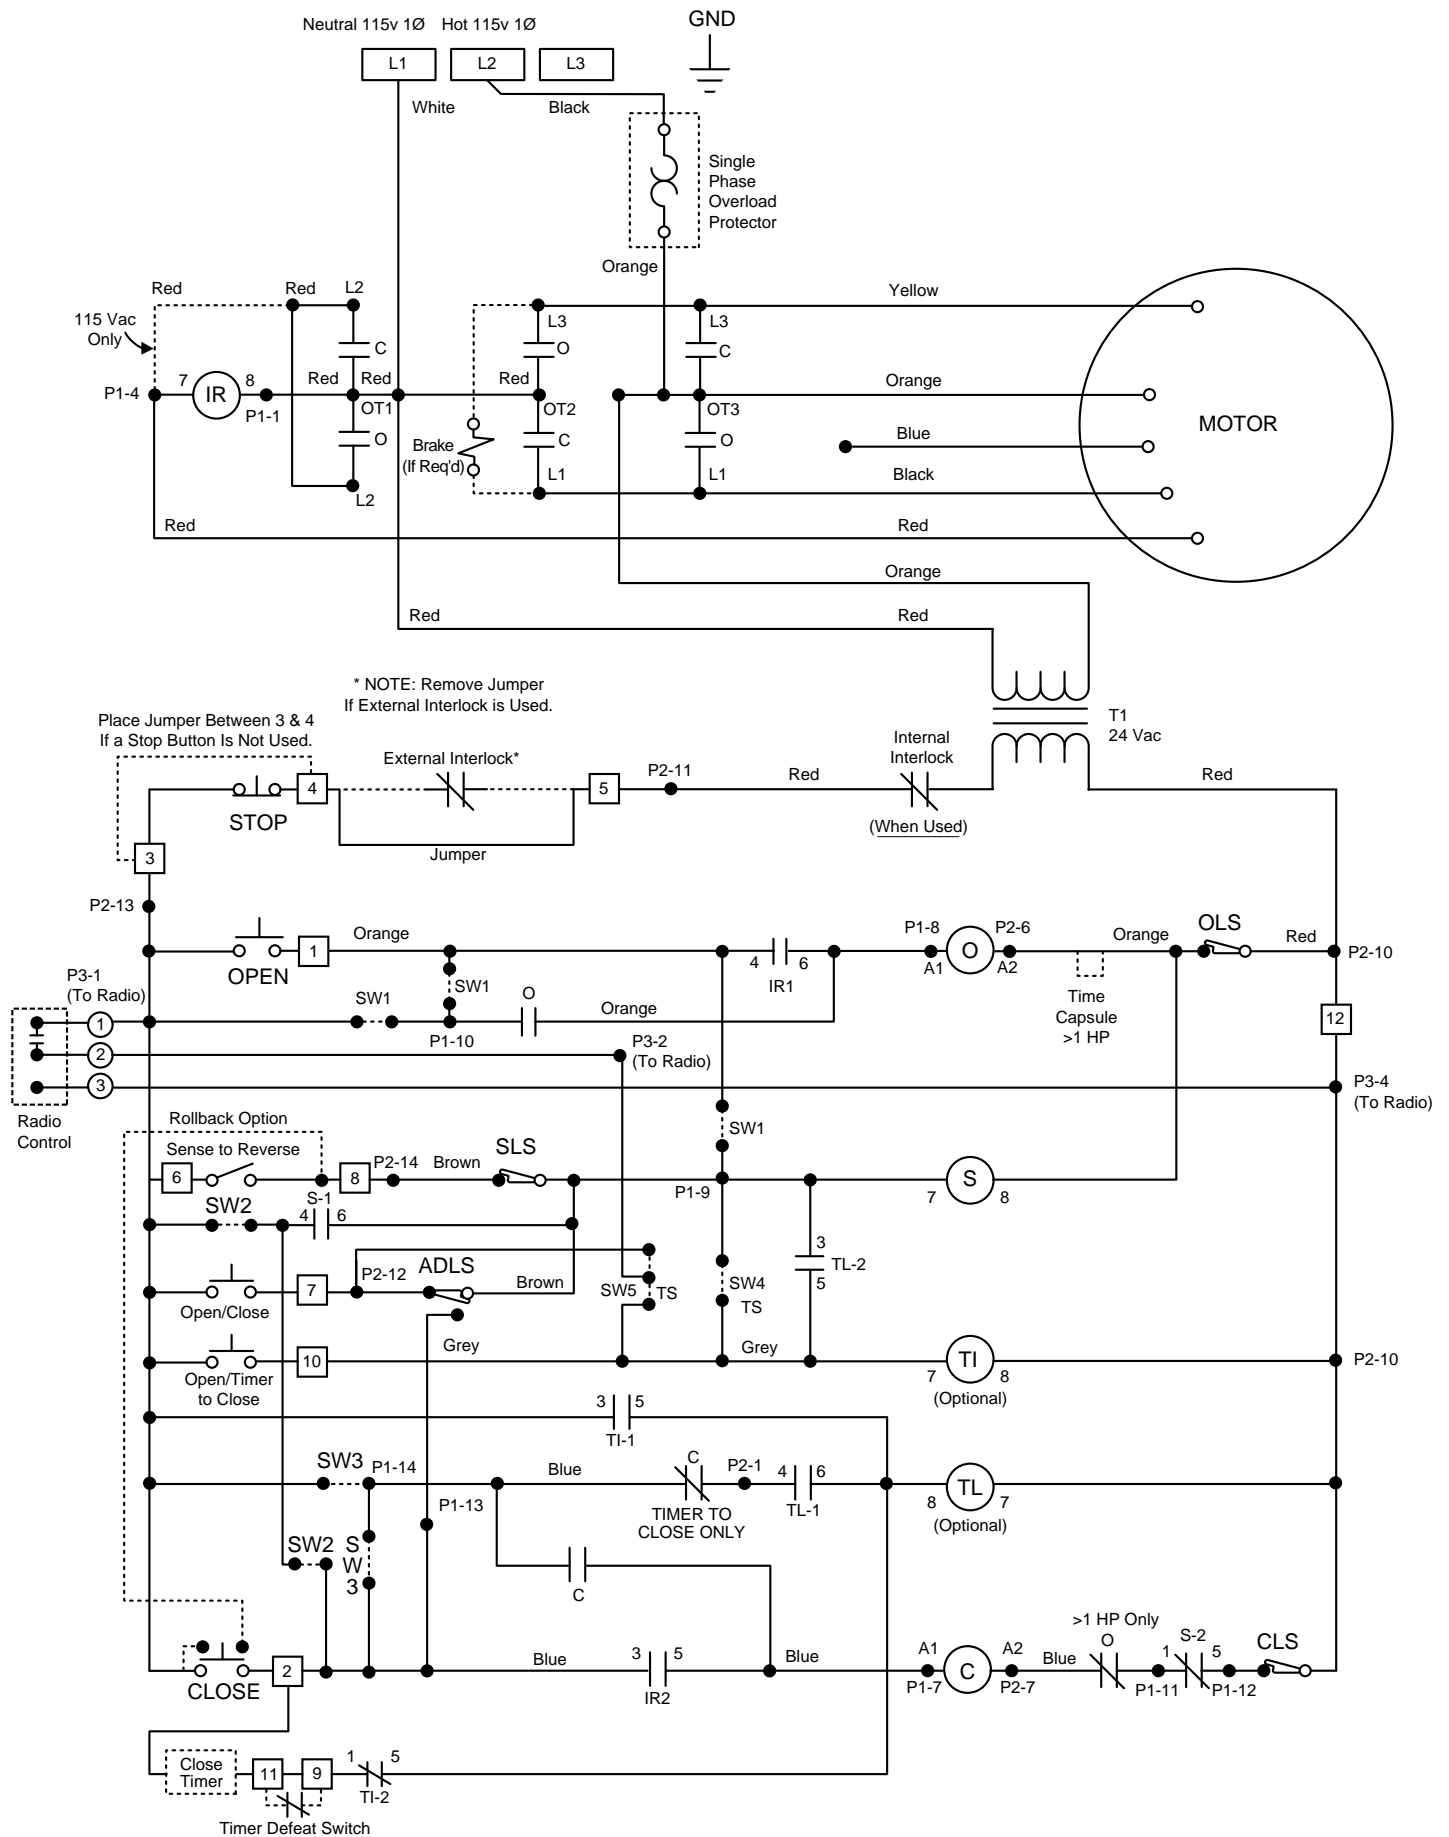 Neutral 115v 1Ø
Hot 115v 1Ø
GND
L1
L2
L3
White
Black
Single
Phase
Overload
Protector
Orange
Red
Red
L2
Yellow
115 Vac
Only
L3
O
L3
C
C
P1-4
7
IR
8
P1-1
Red
Red
OT1
Red
OT2
OT3
Orange
MOTOR
O
Brake
(If Req'd)
C
O
Blue
L2
L1
L1
Black
Red
Red
Orange
Red
Red
* NOTE: Remove Jumper
If External Interlock is Used.
T1
24 Vac
Place Jumper Between 3 & 4
If a Stop Button Is Not Used.
External Interlock*
P2-11
Red
Internal
Interlock
Red
4
5
STOP
(When Used)
Jumper
3
P2-13
Orange
P1-8
P2-6
Orange
OLS
Red
P2-10
1
O
OPEN
4
6
IR1
A1
A2
P3-1
(To Radio)
SW1
SW1
O
Orange
Time
Capsule
>1 HP
12
1
P1-10
P3-2
(To Radio)
2
3
P3-4
(To Radio)
Radio
Control
Rollback Option
SW1
Sense to Reverse
P2-14
Brown
SLS
6
8
P1-9
7
S
8
SW2
S-1
4
6
3
TL-2
5
P2-12
ADLS
Brown
SW5
TS
SW4
TS
7
Open/Close
Grey
Grey
10
TI
P2-10
7
8
(Optional)
Open/Timer
to Close
3
5
TI-1
SW3
P1-14
Blue
C
P2-1
4
6
TL-1
8
TL
7
(Optional)
P1-13
TIMER TO
CLOSE ONLY
SW2
S
W
3
C
>1 HP Only
O
S-2
1
5
CLS
3
5
IR2
Blue
Blue
A1
A2
C
Blue
P1-7
P2-7
P1-11
P1-12
2
CLOSE
Close
Timer
11
9
1
5
TI-2
Timer Defeat Switch